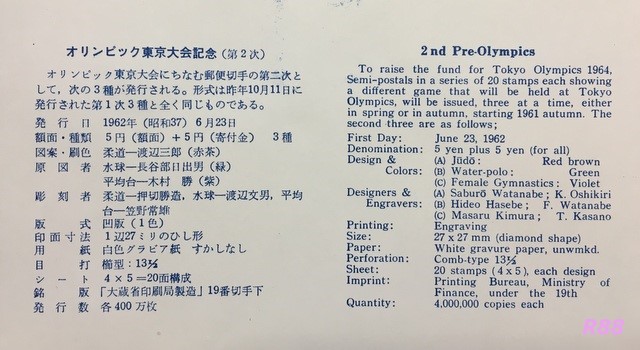 オリンピック東京大会記念(第2次)
オリンピック東京大会にちなむ郵便切手の第二次と
して,次の3種が発行される。形式は昨年10月11日に
発行された第1次3種と全く同じものである。
発行日 1962年(昭和37)6月23日
額面・種類 5円(額面)+5円(寄付金) 3種
図案・刷色 柔道—渡辺三郎(赤茶)
原図者 水球—長谷部日出男(緑)
平均台—木村勝(紫)
彫刻者 柔道—押切勝造,水球—渡辺文男,平均
台—笠野常雄
版式 凹版(1色)
印面寸法 1辺27ミリのひし形
用紙 白色グラビア紙 すかしなし
目打 櫛型:13½
シート 4×5=20面構成
銘版 「大蔵省印刷局製造」19番切手下
発行数 各400万枚
2nd Pre-Olympics
To raise the fund for Tokyo Olympics 1964,
Semi-postals in a series of 20 stamps each showing
a different game that will be held at Tokyo
Olympics, will be issued, three at a time, either
in spring or in autumn, starting 1961 autumn. The
second three are as follows;
First Day: June 23, 1962
Denomination: 5 yen plus 5 yen (for all)
Design & (A) Jūdō: Red brown
Colors: (B) Water-polo: Green
(C) Female Gymnastics: Violet
Designers & (A) Saburō Watanabe; K. Oshikiri
Engravers: (B) Hideo Hasebe; F. Watanabe
(C) Masaru Kimura; T. Kasano
Printing: Engraving
Size: 27 x 27 mm (diamond shape)
Paper: White gravure paper, unwmkd.
Perforation: Comb-type 13½
Sheet: 20 stamps (4 x 5), each design
Imprint: Printing Bureau, Ministry of
Finance, under the 19th
Quantity: 4,000,000 copies each
R88